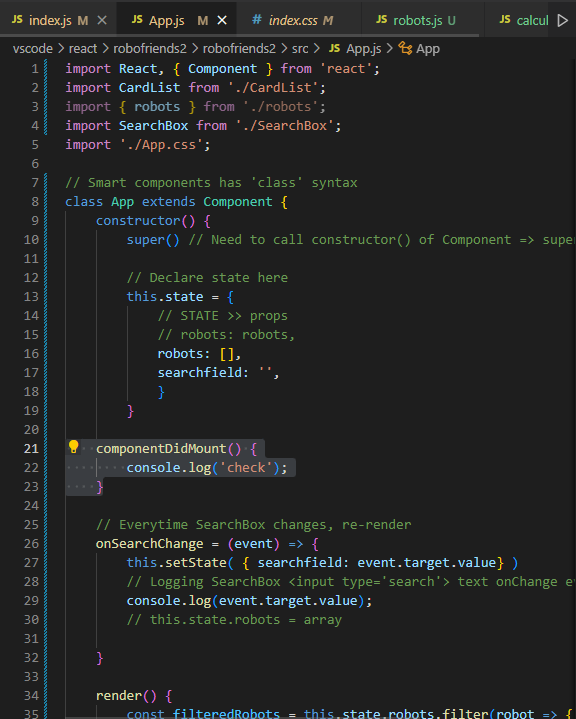 JS index.js M × JS App.js M × # index.css M JS robots.js U JS calcul
vscode > react > robofriends2 > robofriends2 > src > JS App.js > App
1 import React, { Component } from 'react';
2 import CardList from './CardList';
3 import { robots } from './robots';
4 import SearchBox from './SearchBox';
5 import './App.css';
6
7 // Smart components has 'class' syntax
8 class App extends Component {
9 constructor() {
10 super() // Need to call constructor() of Component => supe
11
12 // Declare state here
13 this.state = {
14 // STATE >> props
15 // robots: robots,
16 robots: [],
17 searchfield: '',
18 }
19 }
20
21 componentDidMount() {
22 console.log('check');
23 }
24
25 // Everytime SearchBox changes, re-render
26 onSearchChange = (event) => {
27 this.setState( { searchfield: event.target.value} )
28 // Logging SearchBox <input type='search'> text onChange e
29 console.log(event.target.value);
30 // this.state.robots = array
31
32 }
33
34 render() {
35 const filteredRobots = this.state.robots.filter(robot => {